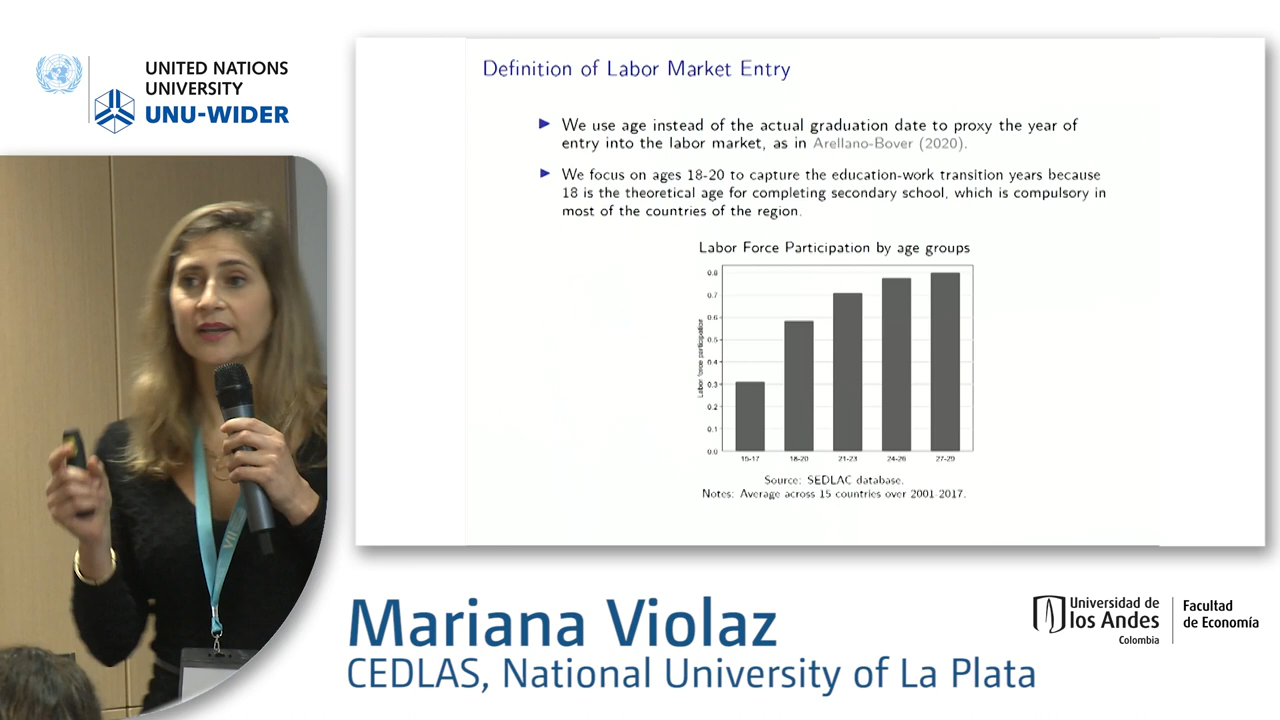 UNITED NATIONS
UNIVERSITY
UNU-WIDER
Definition of Labor Market Entry
We use age instead of the actual graduation date to proxy the year of
entry into the labor market, as in Arellano-Bover (2020).
We focus on ages 18-20 to capture the education-work transition years because
18 is the theoretical age for completing secondary school, which is compulsory in
most of the countries of the region.
Labor Force Participation by age groups
Labor force participation
0.8
0.7
0.6
0.5
0.4
0.3
0.2
0.1
0.0
15-17 18-20 21-23 24-26 27-29
Source: SEDLAC database.
Notes: Average across 15 countries over 2001-2017.
VII
Mariana Violaz
CEDLAS, National University of La Plata
Universidad de
los Andes
Colombia
Facultad
de Economía